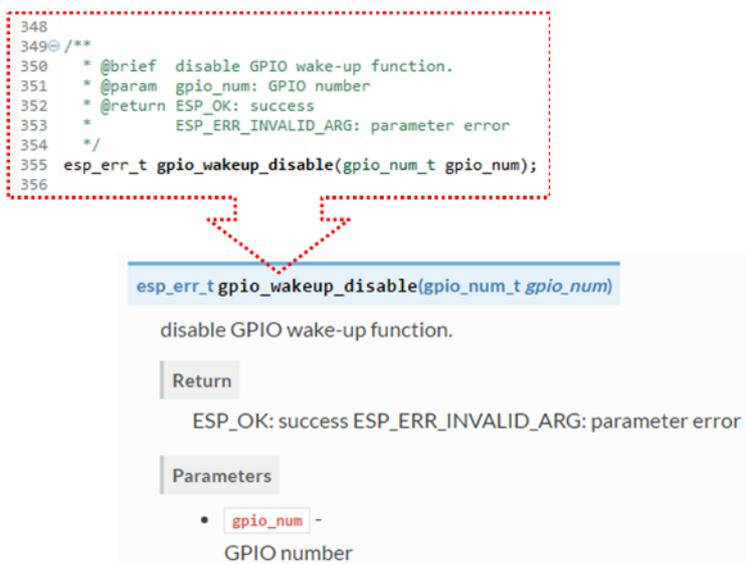 348
349 /**
350 * @brief disable GPIO wake-up function.
351 * @param gpio_num: GPIO number
352 * @return ESP_OK: success
353 * ESP_ERR_INVALID_ARG: parameter error
354 */
355 esp_err_t gpio_wakeup_disable(gpio_num_t gpio_num);
356
esp_err_t gpio_wakeup_disable(gpio_num_t gpio_num)
disable GPIO wake-up function.
Return
ESP_OK: success ESP_ERR_INVALID_ARG: parameter error
Parameters
• gpio_num -
GPIO number